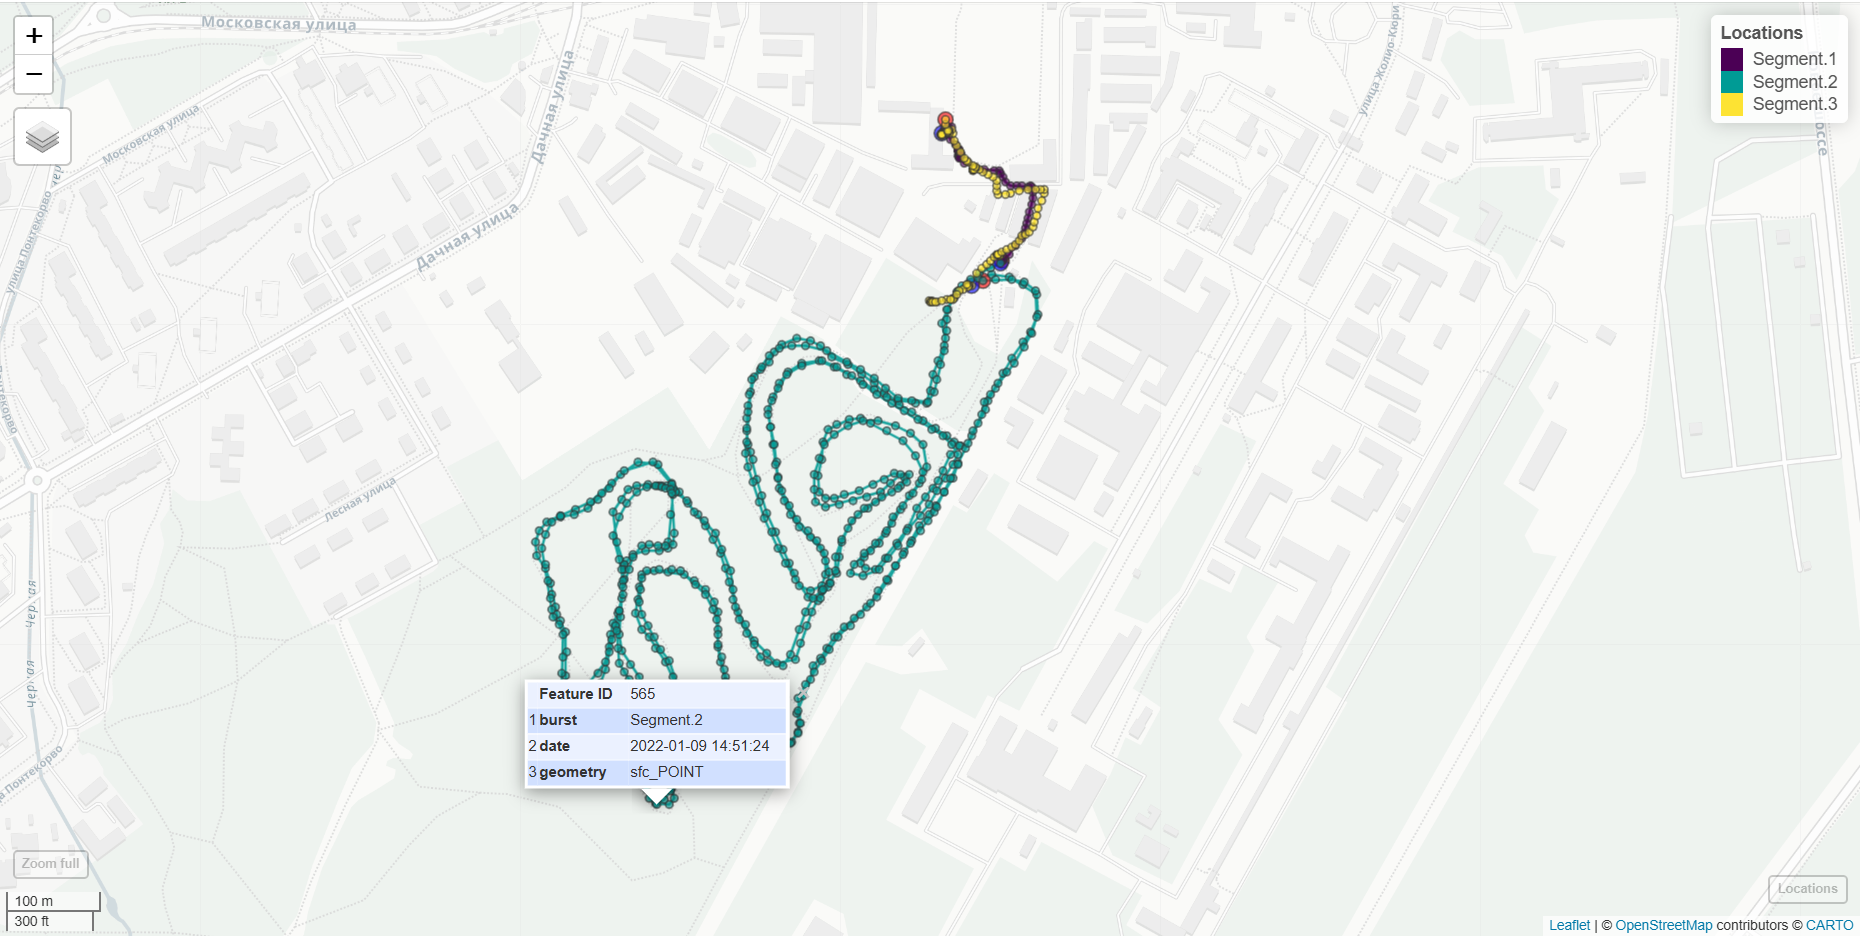 +
−
Московская улица
Московская улица
Дачная улица
Дачная улица
улица Жолио-Кюри
улица Понтекорво
Лесная улица
Locations
Segment.1
Segment.2
Segment.3
Feature ID 565
1 burst Segment.2
2 date 2022-01-09 14:51:24
3 geometry sfc_POINT
Zoom full
100 m
300 ft
Locations
Leaflet | © OpenStreetMap contributors © CARTO